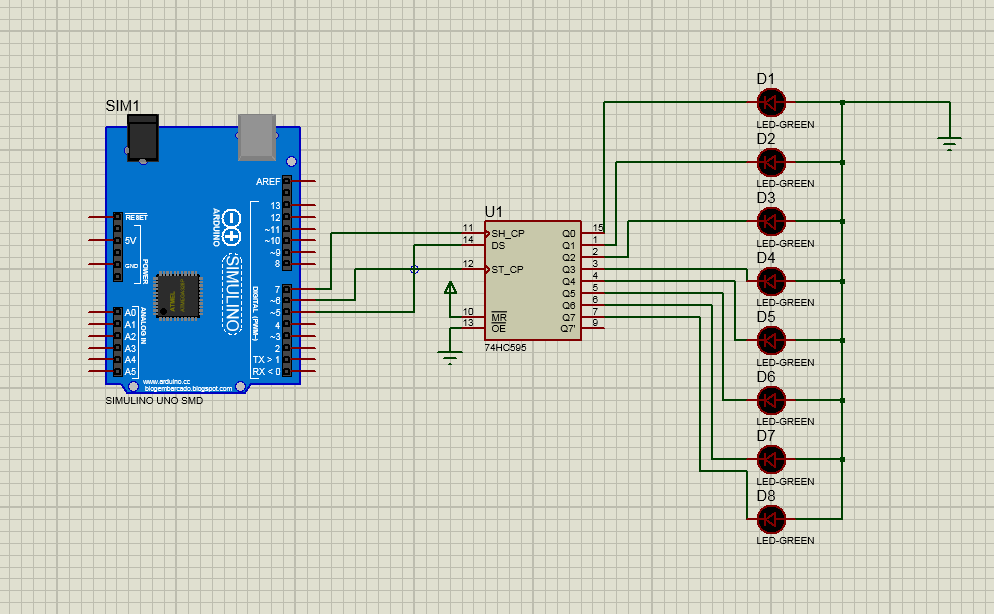 SIM1
AREF
13
12
~11
~10
~9
8
RESET
5V
GND
POWER
ARDUINO
SIMULINO
ATMEL
7
~6
~5
4
~3
2
TX > 1
RX < 0
DIGITAL (PWM~)
A0
A1
A2
A3
A4
A5
ANALOG IN
www.arduino.cc
blogembarcado.blogspot.com
SIMULINO UNO SMD
U1
11 SH_CP Q0 15
14 DS Q1 1
Q2 2
12 ST_CP Q3 3
Q4 4
Q5 5
Q6 6
10 MR Q7 7
13 OE Q7' 9
74HC595
D1
LED-GREEN
D2
LED-GREEN
D3
LED-GREEN
D4
LED-GREEN
D5
LED-GREEN
D6
LED-GREEN
D7
LED-GREEN
D8
LED-GREEN